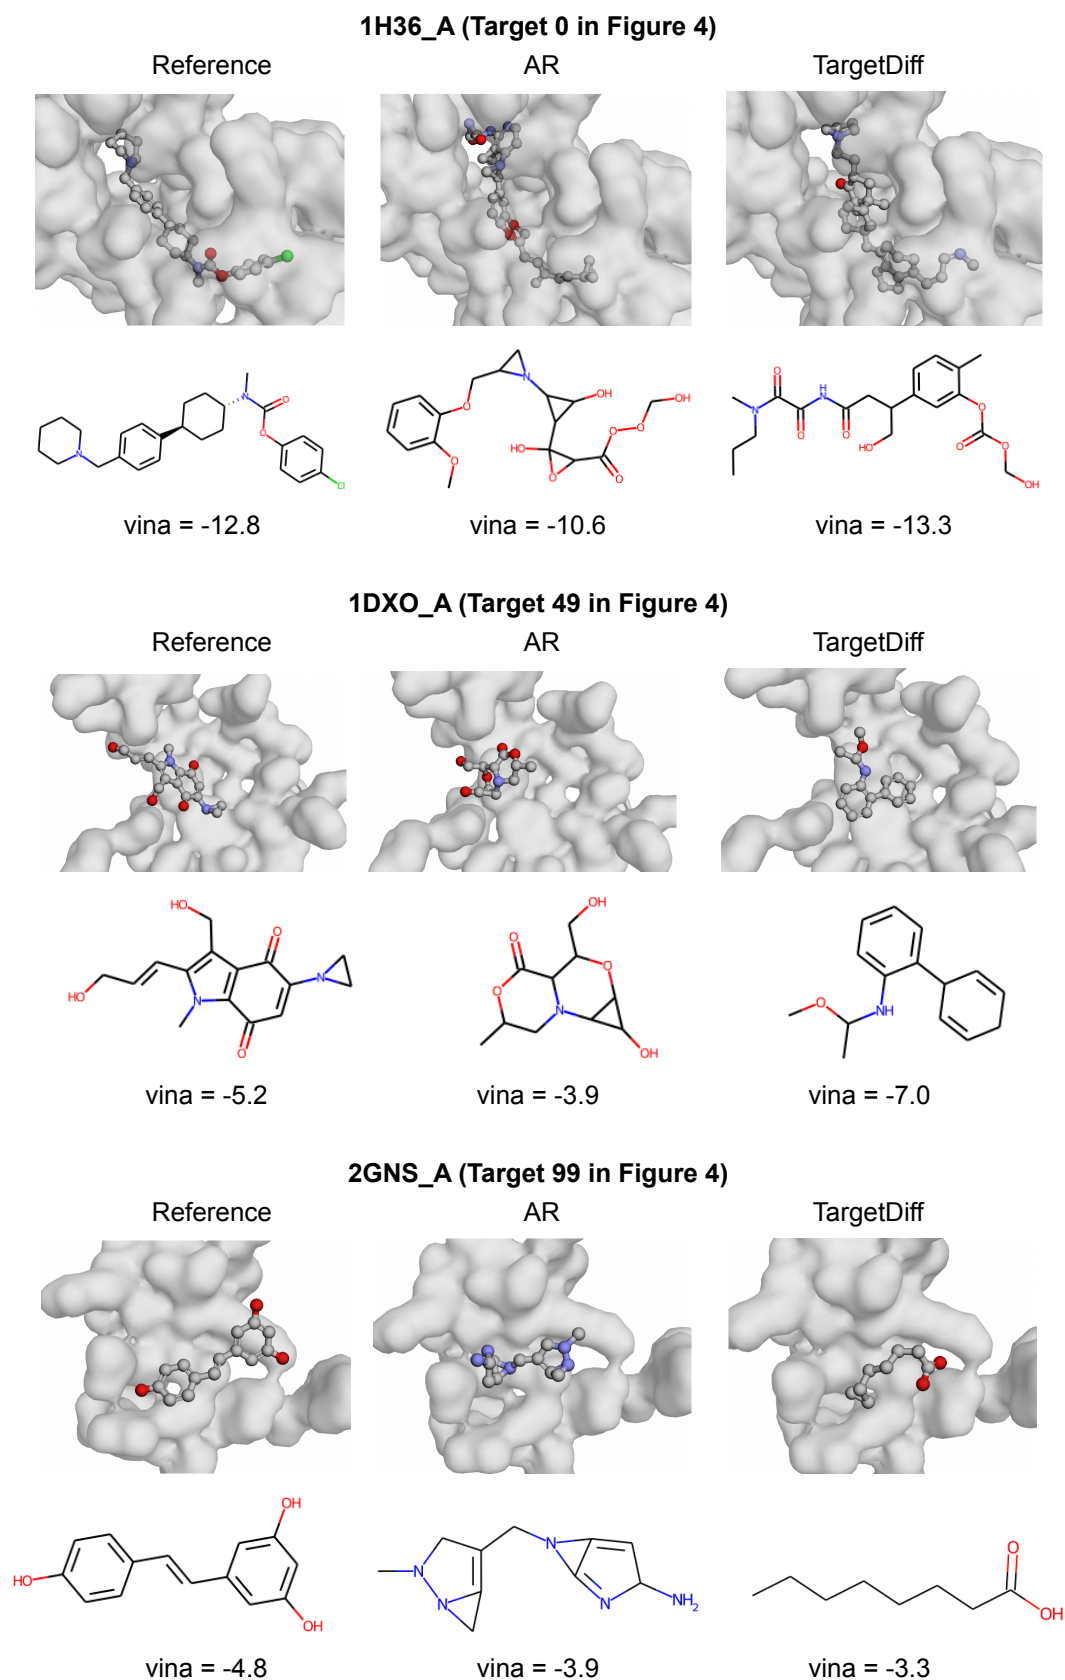 1H36_A (Target 0 in Figure 4)
Reference AR TargetDiff
N N O O Cl
O O N OH HO O O O O OH
O O H N N O O HO O O O OH
vina = -12.8 vina = -10.6 vina = -13.3
1DXO_A (Target 49 in Figure 4)
Reference AR TargetDiff
HO HO N O O N
OH O O O N OH
O NH
vina = -5.2 vina = -3.9 vina = -7.0
2GNS_A (Target 99 in Figure 4)
Reference AR TargetDiff
HO OH OH
N N N N NH2
O OH
vina = -4.8 vina = -3.9 vina = -3.3